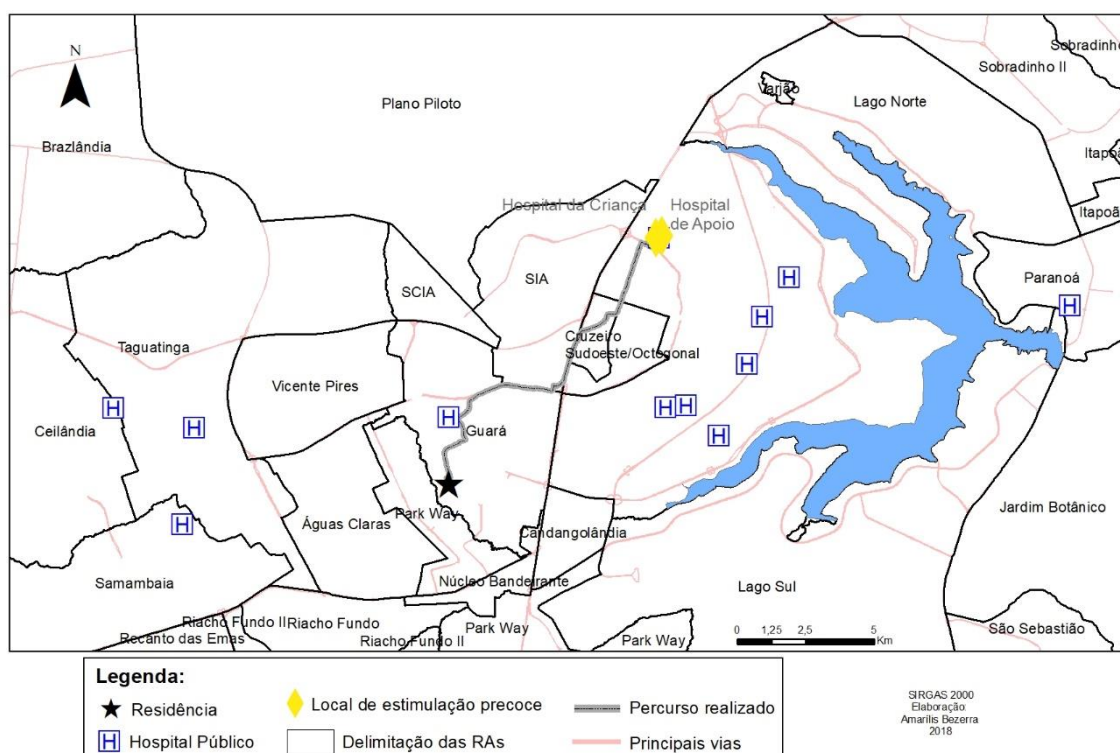 N
Sobradinho
Sobradinho II
Varjão
Lago Norte
Plano Piloto
Brazlândia
Hospital da Criança
Hospital
de Apoio
Itapoã
Itapoã
Paranoá
SIA
SCIA
Cruzeiro
Sudoeste/Octogonal
Taguatinga
Vicente Pires
H
H
H
H
H
H
H
H
H
H
H
Ceilândia
Guará
Águas Claras
Park Way
Candangolândia
Jardim Botânico
H
Samambaia
Núcleo Bandeirante
Lago Sul
Riacho Fundo II
Riacho Fundo
Recanto das Emas
Riacho Fundo II
Park Way
Park Way
São Sebastião
0 1,25 2,5 5
Km
Legenda:
Residência
Local de estimulação precoce
Percurso realizado
H Hospital Público
Delimitação das RAs
Principais vias
SIRGAS 2000
Elaboração:
Amarilis Bezerra
2018